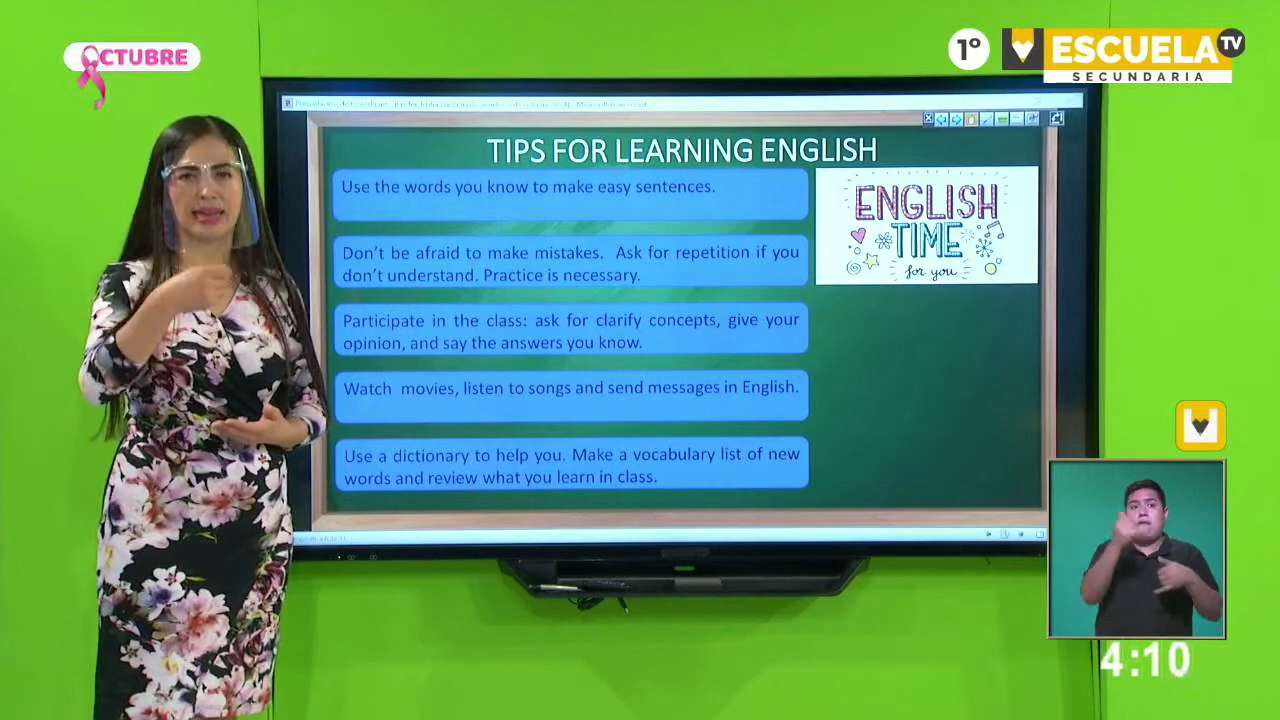 OCTUBRE
1º
ESCUELA TV
SECUNDARIA
TIPS FOR LEARNING ENGLISH
Use the words you know to make easy sentences.
Don't be afraid to make mistakes. Ask for repetition if you
don't understand. Practice is necessary.
Participate in the class: ask for clarify concepts, give your
opinion, and say the answers you know.
Watch movies, listen to songs and send messages in English.
Use a dictionary to help you. Make a vocabulary list of new
words and review what you learn in class.
ENGLISH
TIME
for you
4:10